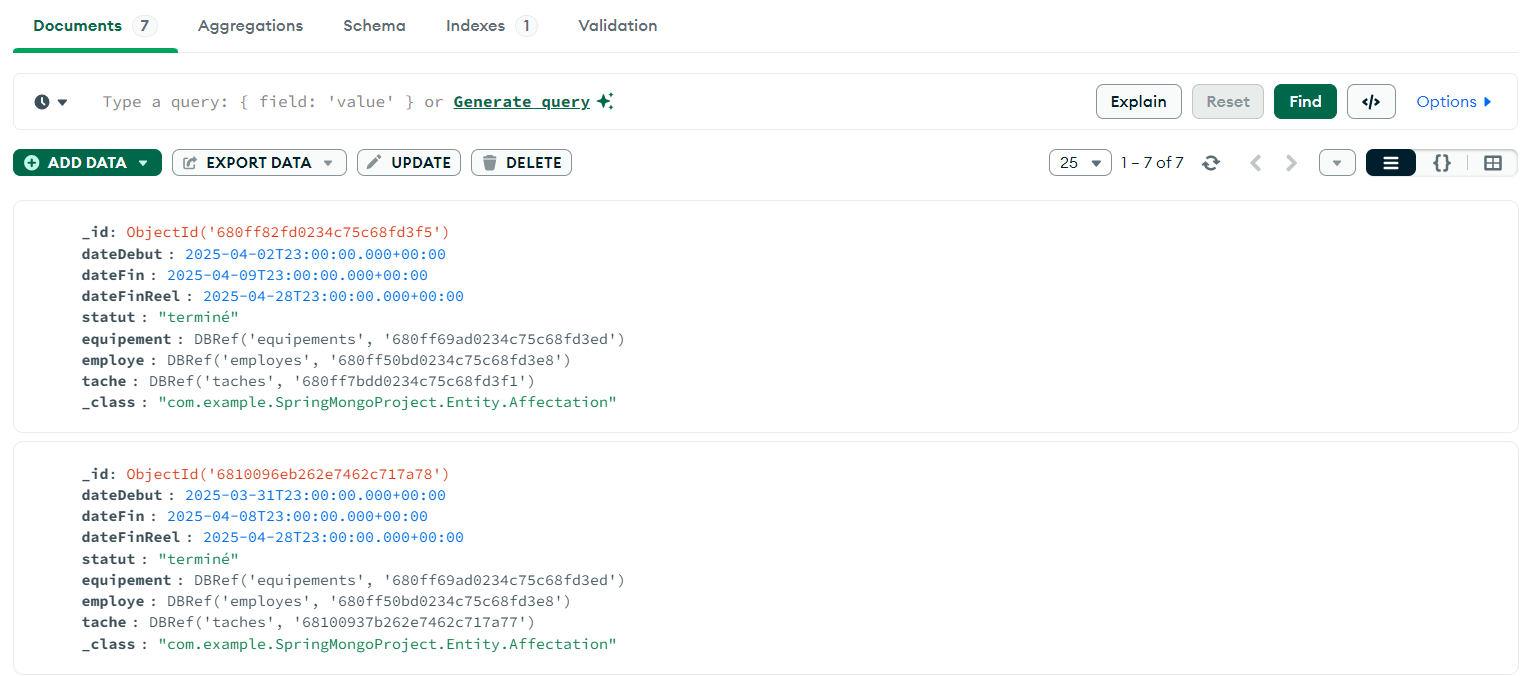 Documents 7 Aggregations Schema Indexes 1 Validation
Type a query: { field: 'value' } or Generate query Explain Reset Find </> Options
ADD DATA EXPORT DATA UPDATE DELETE 25 1 – 7 of 7 {}
_id: ObjectId('680ff82fd0234c75c68fd3f5')
dateDebut : 2025-04-02T23:00:00.000+00:00
dateFin : 2025-04-09T23:00:00.000+00:00
dateFinReel : 2025-04-28T23:00:00.000+00:00
statut : "terminé"
equipement : DBRef('equipements', '680ff69ad0234c75c68fd3ed')
employe : DBRef('employes', '680ff50bd0234c75c68fd3e8')
tache : DBRef('taches', '680ff7bdd0234c75c68fd3f1')
_class : "com.example.SpringMongoProject.Entity.Affectation"
_id: ObjectId('6810096eb262e7462c717a78')
dateDebut : 2025-03-31T23:00:00.000+00:00
dateFin : 2025-04-08T23:00:00.000+00:00
dateFinReel : 2025-04-28T23:00:00.000+00:00
statut : "terminé"
equipement : DBRef('equipements', '680ff69ad0234c75c68fd3ed')
employe : DBRef('employes', '680ff50bd0234c75c68fd3e8')
tache : DBRef('taches', '68100937b262e7462c717a77')
_class : "com.example.SpringMongoProject.Entity.Affectation"